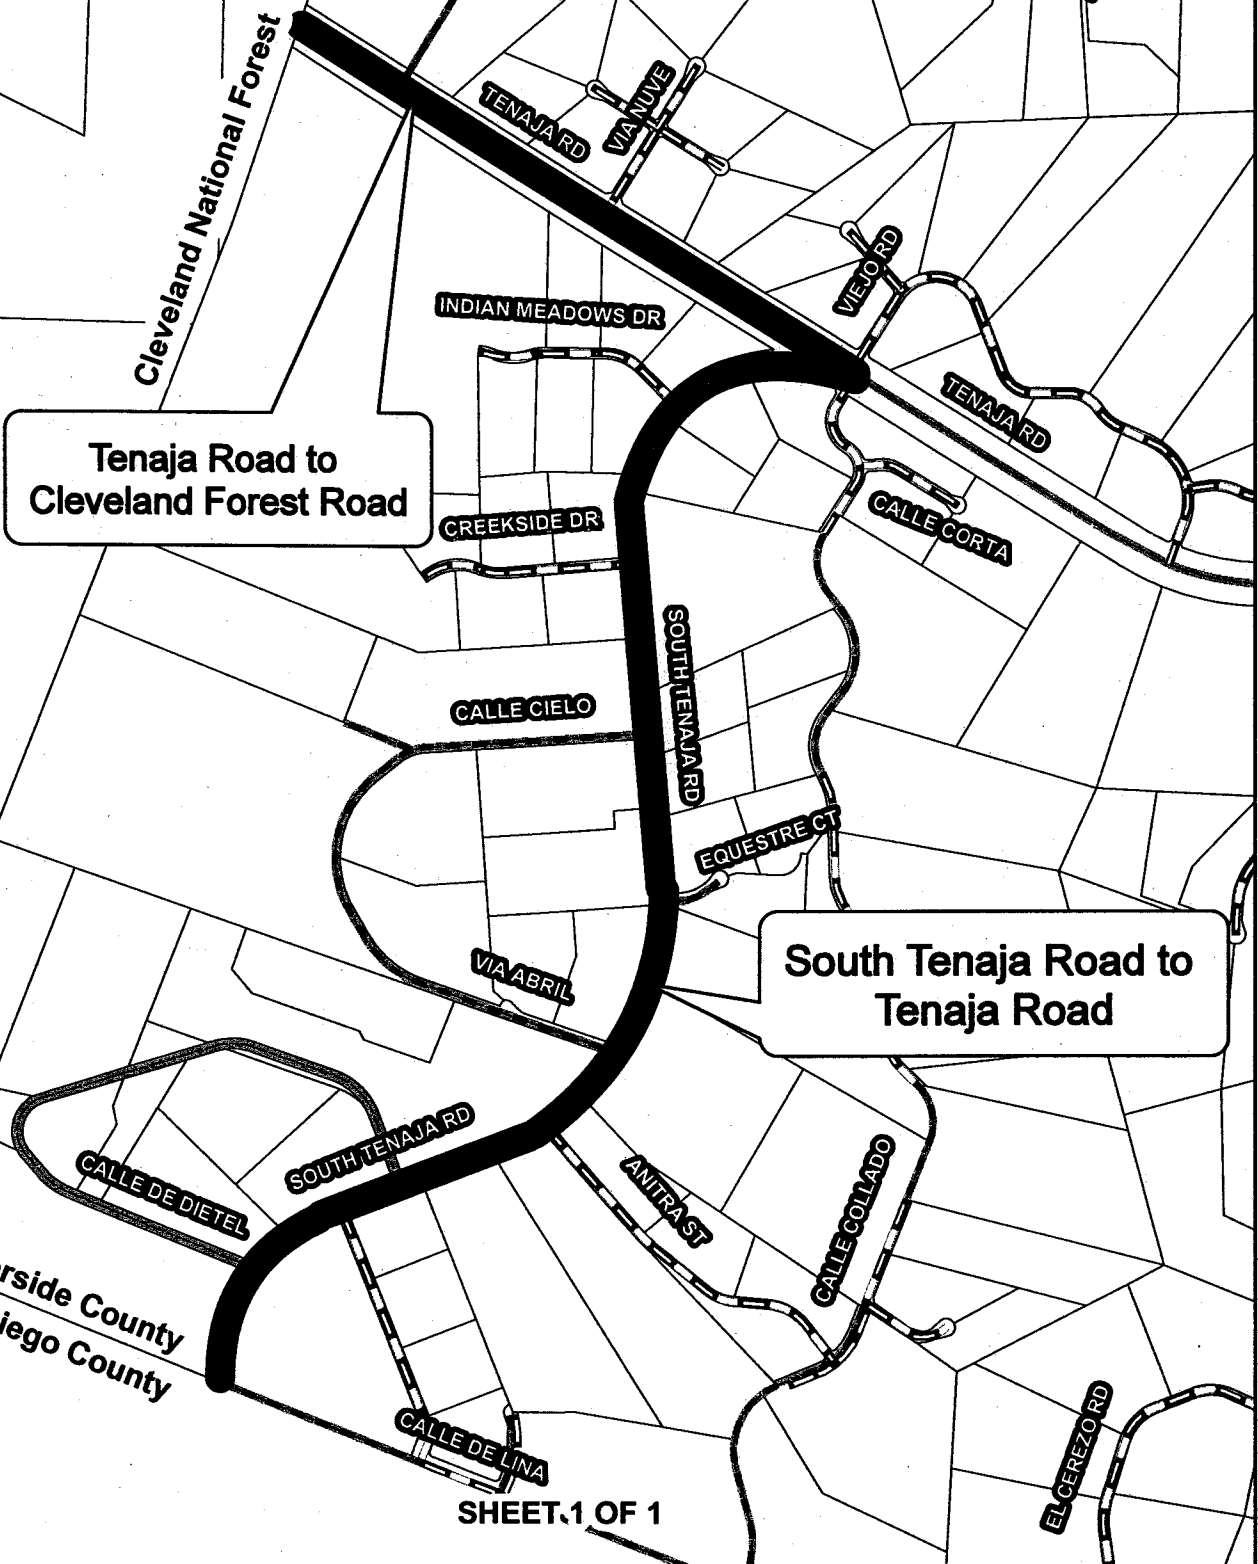 Cleveland National Forest
TENAJA RD
VIA NUVE
VIEJO RD
INDIAN MEADOWS DR
TENAJA RD
Tenaja Road to
Cleveland Forest Road
CREEKSIDE DR
CALLE CORTA
SOUTH TENAJA RD
CALLE CIELO
EQUESTRE CT
South Tenaja Road to
Tenaja Road
VIA ABRIL
SOUTH TENAJA RD
CALLE DE DIETEL
ANITRA ST
CALLE COLLADO
rside County
iego County
CALLE DE LINA
EL CEREZO RD
SHEET 1 OF 1